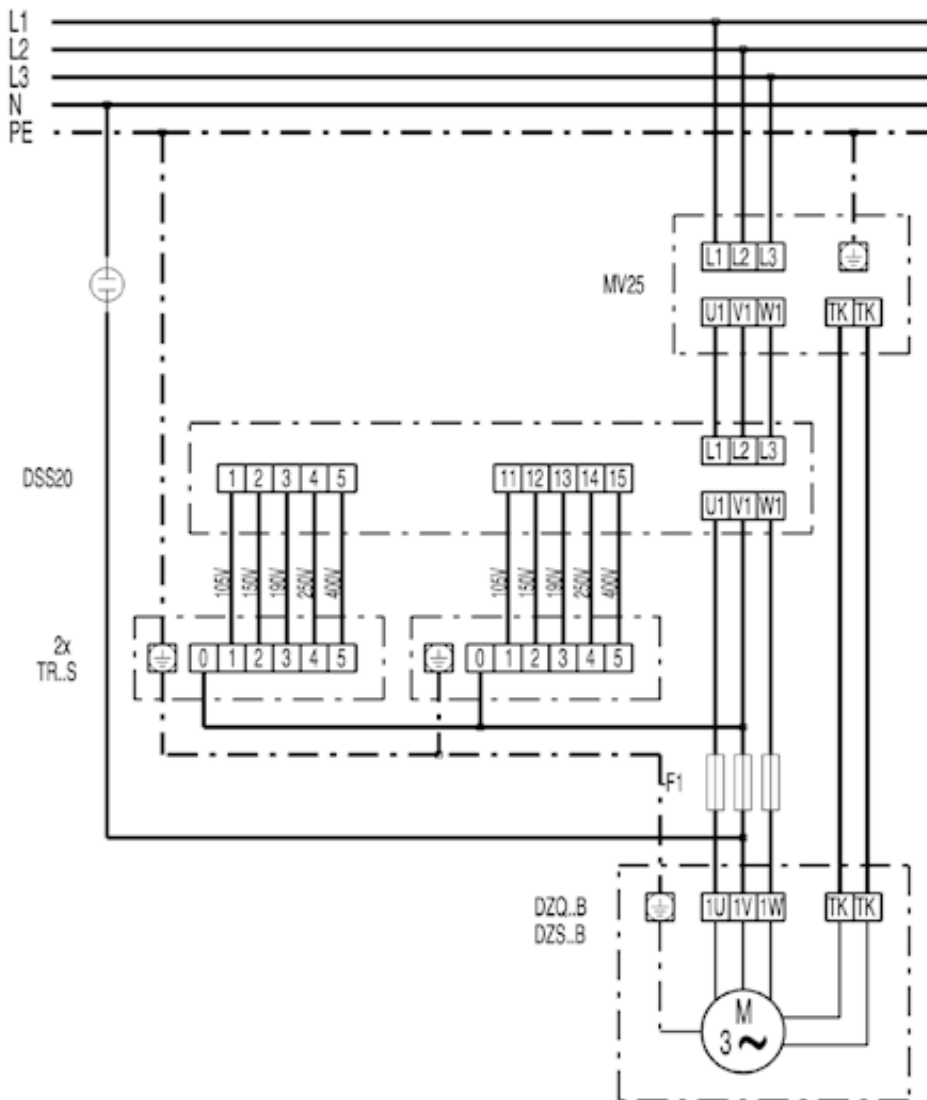 L1
L2
L3
N
PE
L1 L2 L3
MV25
U1 V1 W1 TK TK
L1 L2 L3
DSS20
1 2 3 4 5
11 12 13 14 15
U1 V1 W1
105V 150V 190V 250V 400V
105V 150V 190V 250V 400V
2x
TR..S
0 1 2 3 4 5
0 1 2 3 4 5
F1
DZQ..B
DZS..B
1U 1V 1W TK TK
M
3 ~